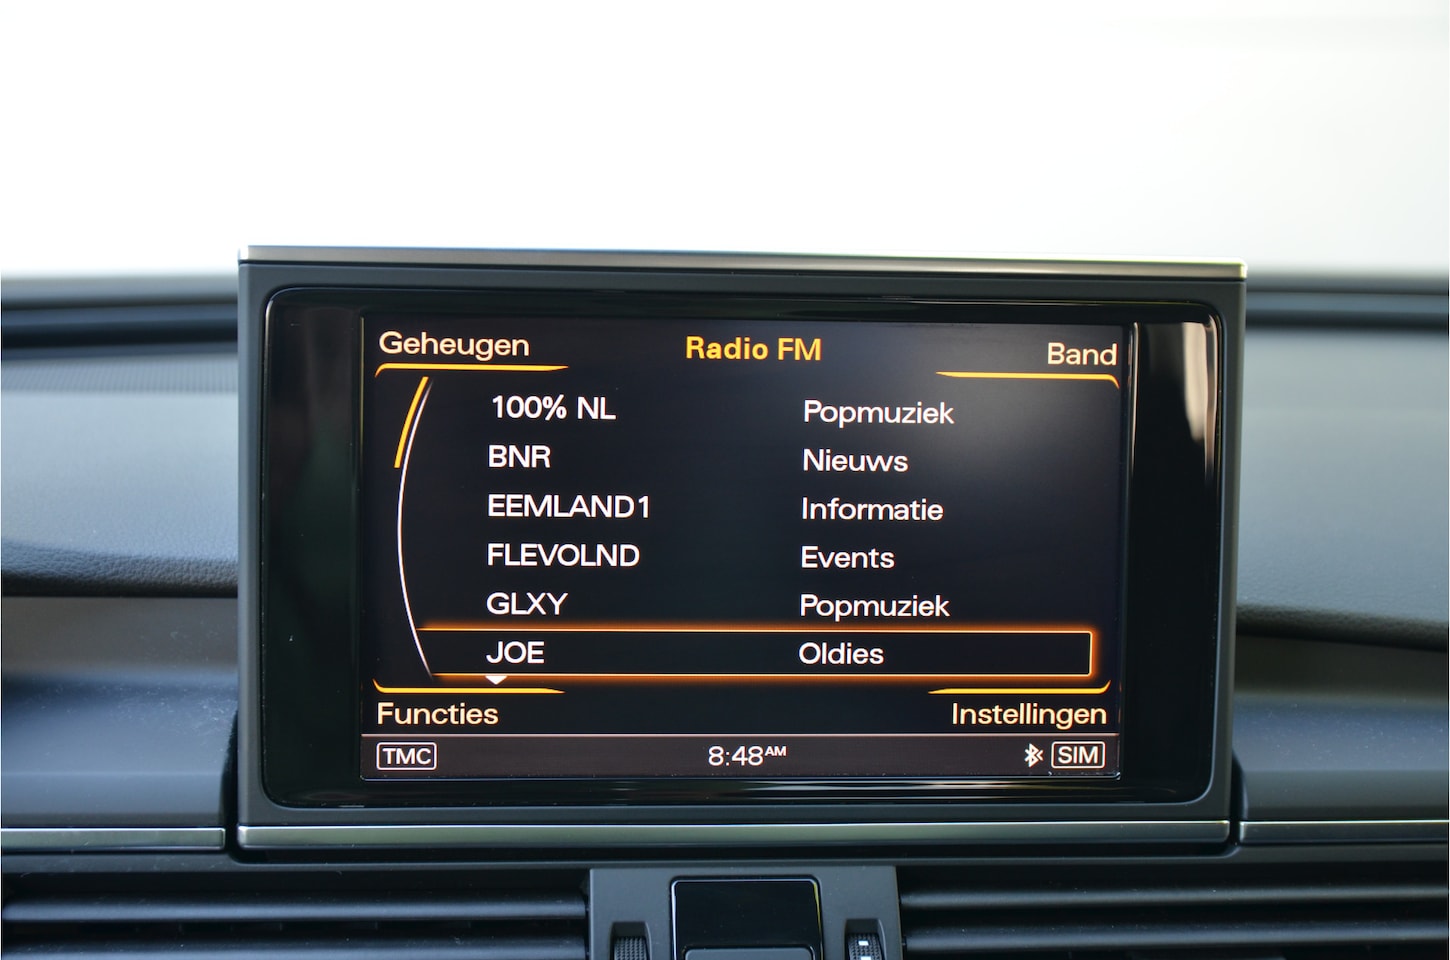 Geheugen Radio FM Band
100% NL Popmuziek
BNR Nieuws
EEMLAND1 Informatie
FLEVOLND Events
GLXY Popmuziek
JOE Oldies
Functies Instellingen
TMC 8:48AM SIM